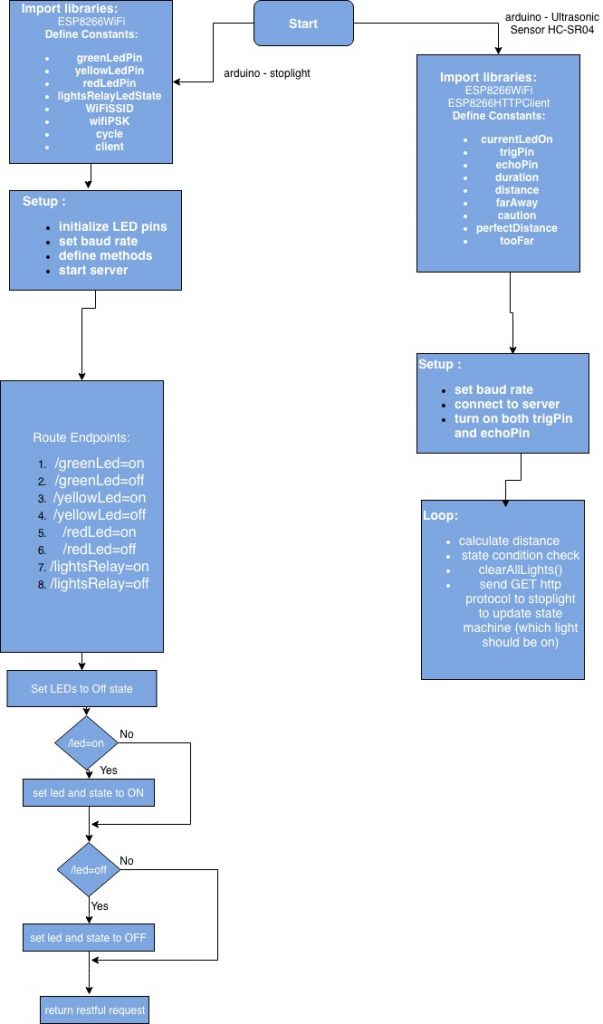 Start
arduino - stoplight
Import libraries:
ESP8266WiFi
Define Constants:
• greenLedPin
• yellowLedPin
• redLedPin
• lightsRelayLedState
• WiFiSSID
• wifiPSK
• cycle
• client
Setup :
• initialize LED pins
• set baud rate
• define methods
• start server
Route Endpoints:
1. /greenLed=on
2. /greenLed=off
3. /yellowLed=on
4. /yellowLed=off
5. /redLed=on
6. /redLed=off
7. /lightsRelay=on
8. /lightsRelay=off
Set LEDs to Off state
/led=on
No
Yes
set led and state to ON
/led=off
No
Yes
set led and state to OFF
return restful request
arduino - Ultrasonic
Sensor HC-SR04
Import libraries:
ESP8266WiFi
ESP8266HTTPClient
Define Constants:
• currentLedOn
• trigPin
• echoPin
• duration
• distance
• farAway
• caution
• perfectDistance
• tooFar
Setup :
• set baud rate
• connect to server
• turn on both trigPin
and echoPin
Loop:
• calculate distance
• state condition check
• clearAllLights()
• send GET http
protocol to stoplight
to update state
machine (which light
should be on)